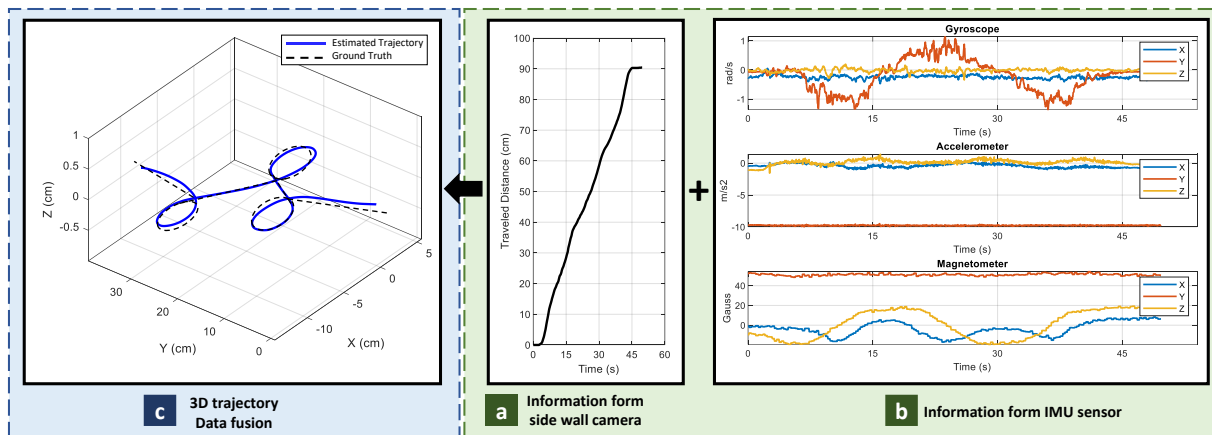 Estimated Trajectory
Ground Truth
1
0.5
0
-0.5
Z (cm)
30
20
10
0
Y (cm)
5
0
-5
-10
X (cm)
c
3D trajectory
Data fusion
100
90
80
70
60
50
40
30
20
10
0
Traveled Distance (cm)
0 15 30 45 60
Time (s)
a
Information form
side wall camera
+
Gyroscope
1
0
-1
rad/s
X
Y
Z
0 15 30 45
Time (s)
Accelerometer
0
-5
-10
m/s2
X
Y
Z
0 15 30 45
Time (s)
Magnetometer
40
20
0
Gauss
X
Y
Z
0 15 30 45
Time (s)
b
Information form IMU sensor